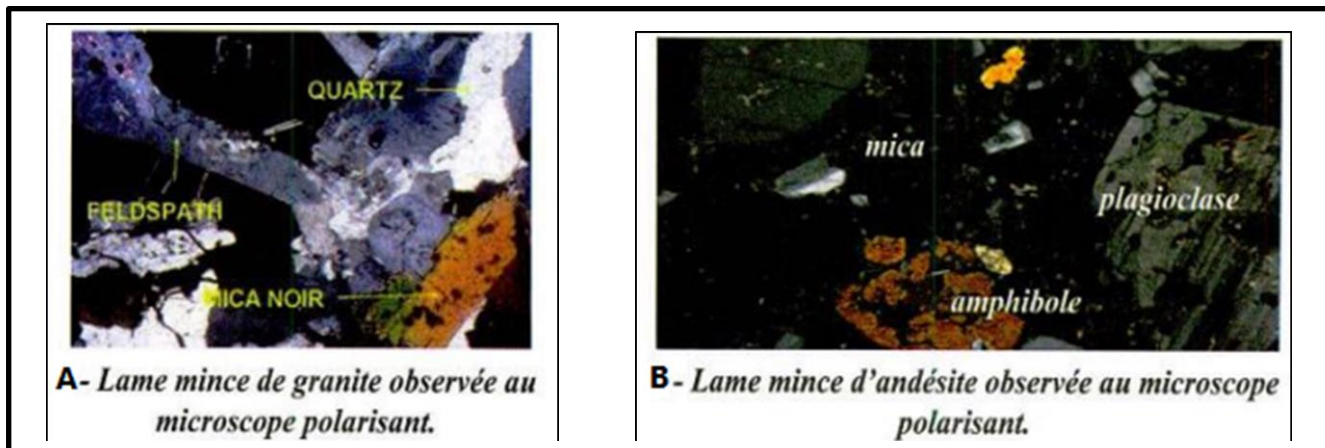 QUARTZ
FELDSPATH
MICA NOIR
A - Lame mince de granite observée au
microscope polarisant.
mica
plagioclase
amphibole
B - Lame mince d'andésite observée au microscope
polarisant.